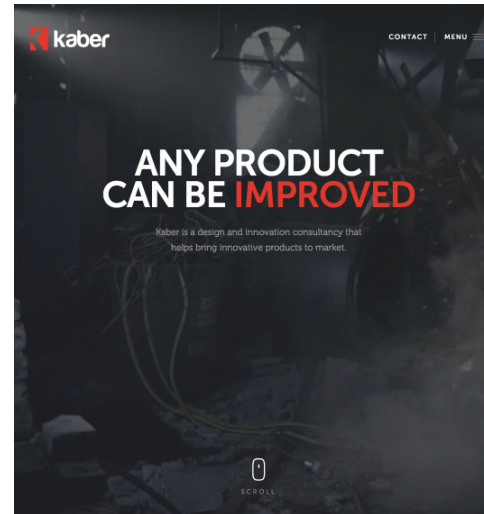 kaber
CONTACT
MENU
ANY PRODUCT
CAN BE IMPROVED
Kaber is a design and innovation consultancy that
helps bring innovative products to market.
SCROLL